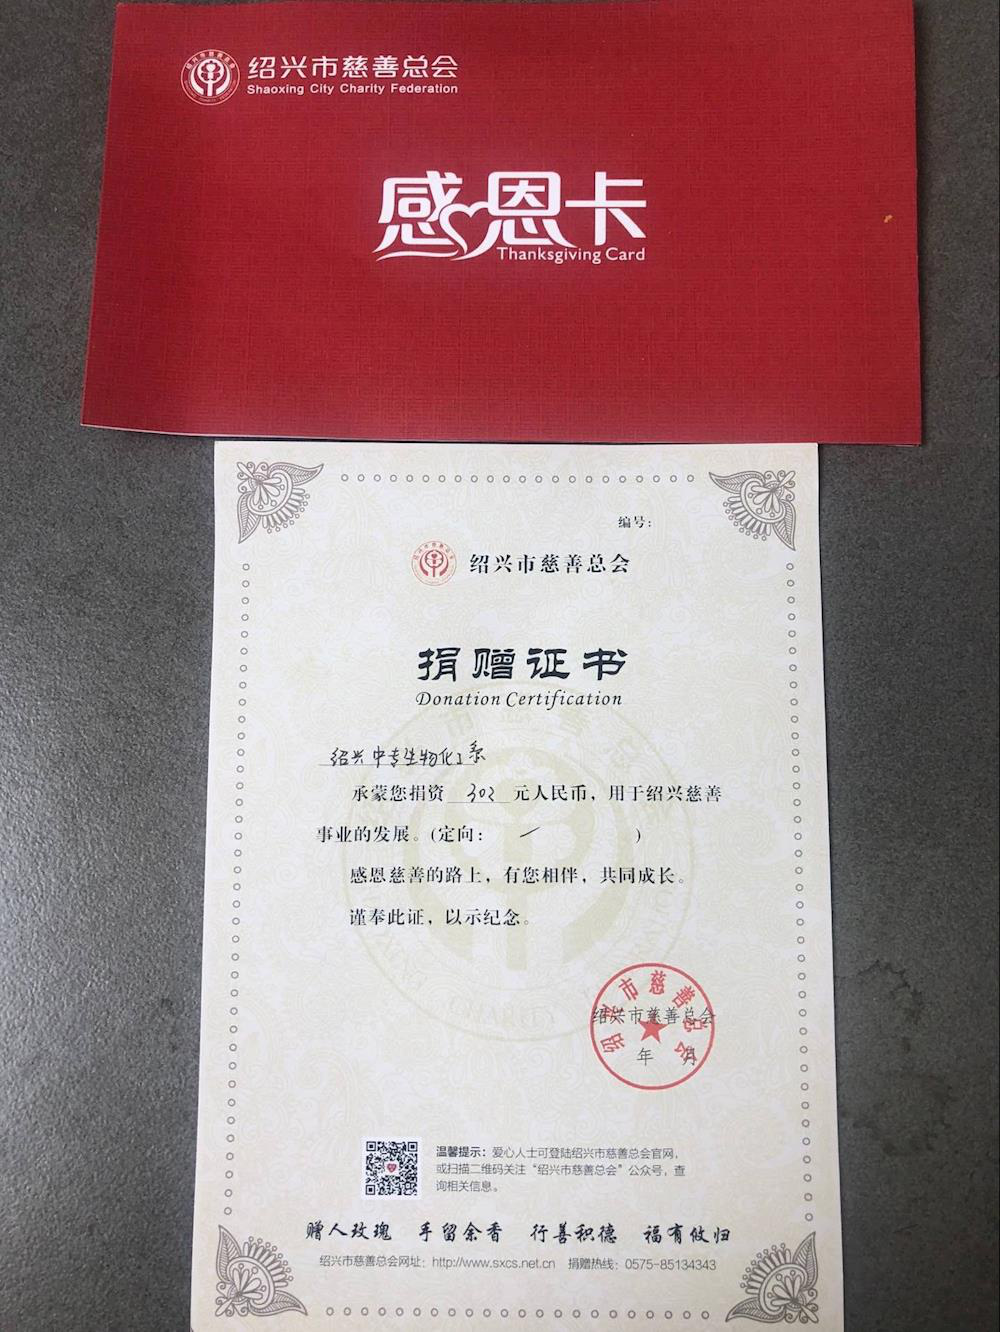 绍兴市慈善总会
Shaoxing City Charity Federation
感恩卡
Thanksgiving Card
编号：
绍兴市慈善总会
捐赠证书
Donation Certification
绍兴中专生物化工系
承蒙您捐资 302 元人民币，用于绍兴慈善
事业的发展。(定向： / )
感恩慈善的路上，有您相伴，共同成长。
谨奉此证，以示纪念。
绍兴市慈善总会
绍兴市慈善总会
年 月
温馨提示：爱心人士可登陆绍兴市慈善总会官网，
或扫描二维码关注“绍兴市慈善总会”公众号，查
询相关信息。
赠人玫瑰 手留余香 行善积德 福有攸归
绍兴市慈善总会网址：http://www.sxcs.net.cn 捐赠热线：0575-85134343